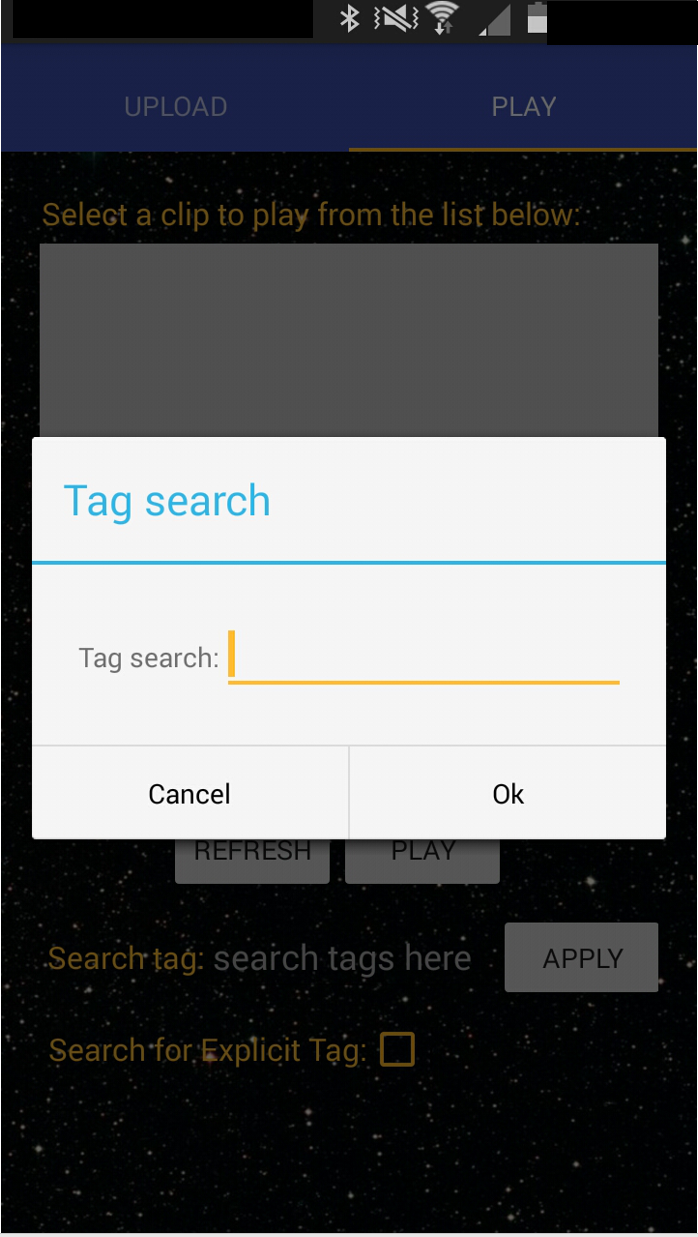 UPLOAD PLAY
Select a clip to play from the list below:
Tag search
Tag search:
Cancel Ok
REFRESH PLAY
Search tag: search tags here APPLY
Search for Explicit Tag: